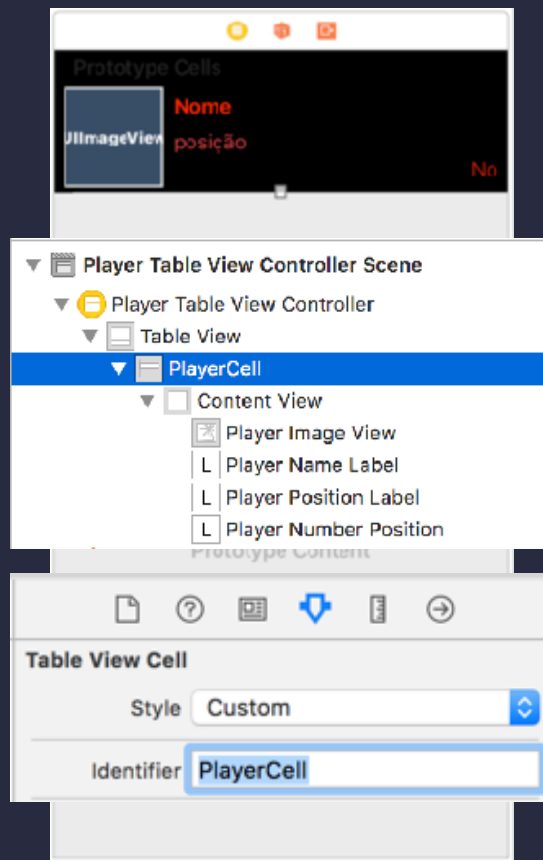 Prototype Cells
Nome
UIImageView
posição
No
Player Table View Controller Scene
Player Table View Controller
Table View
PlayerCell
Content View
Player Image View
L Player Name Label
L Player Position Label
L Player Number Position
Prototype Content
Table View Cell
Style Custom
Identifier PlayerCell